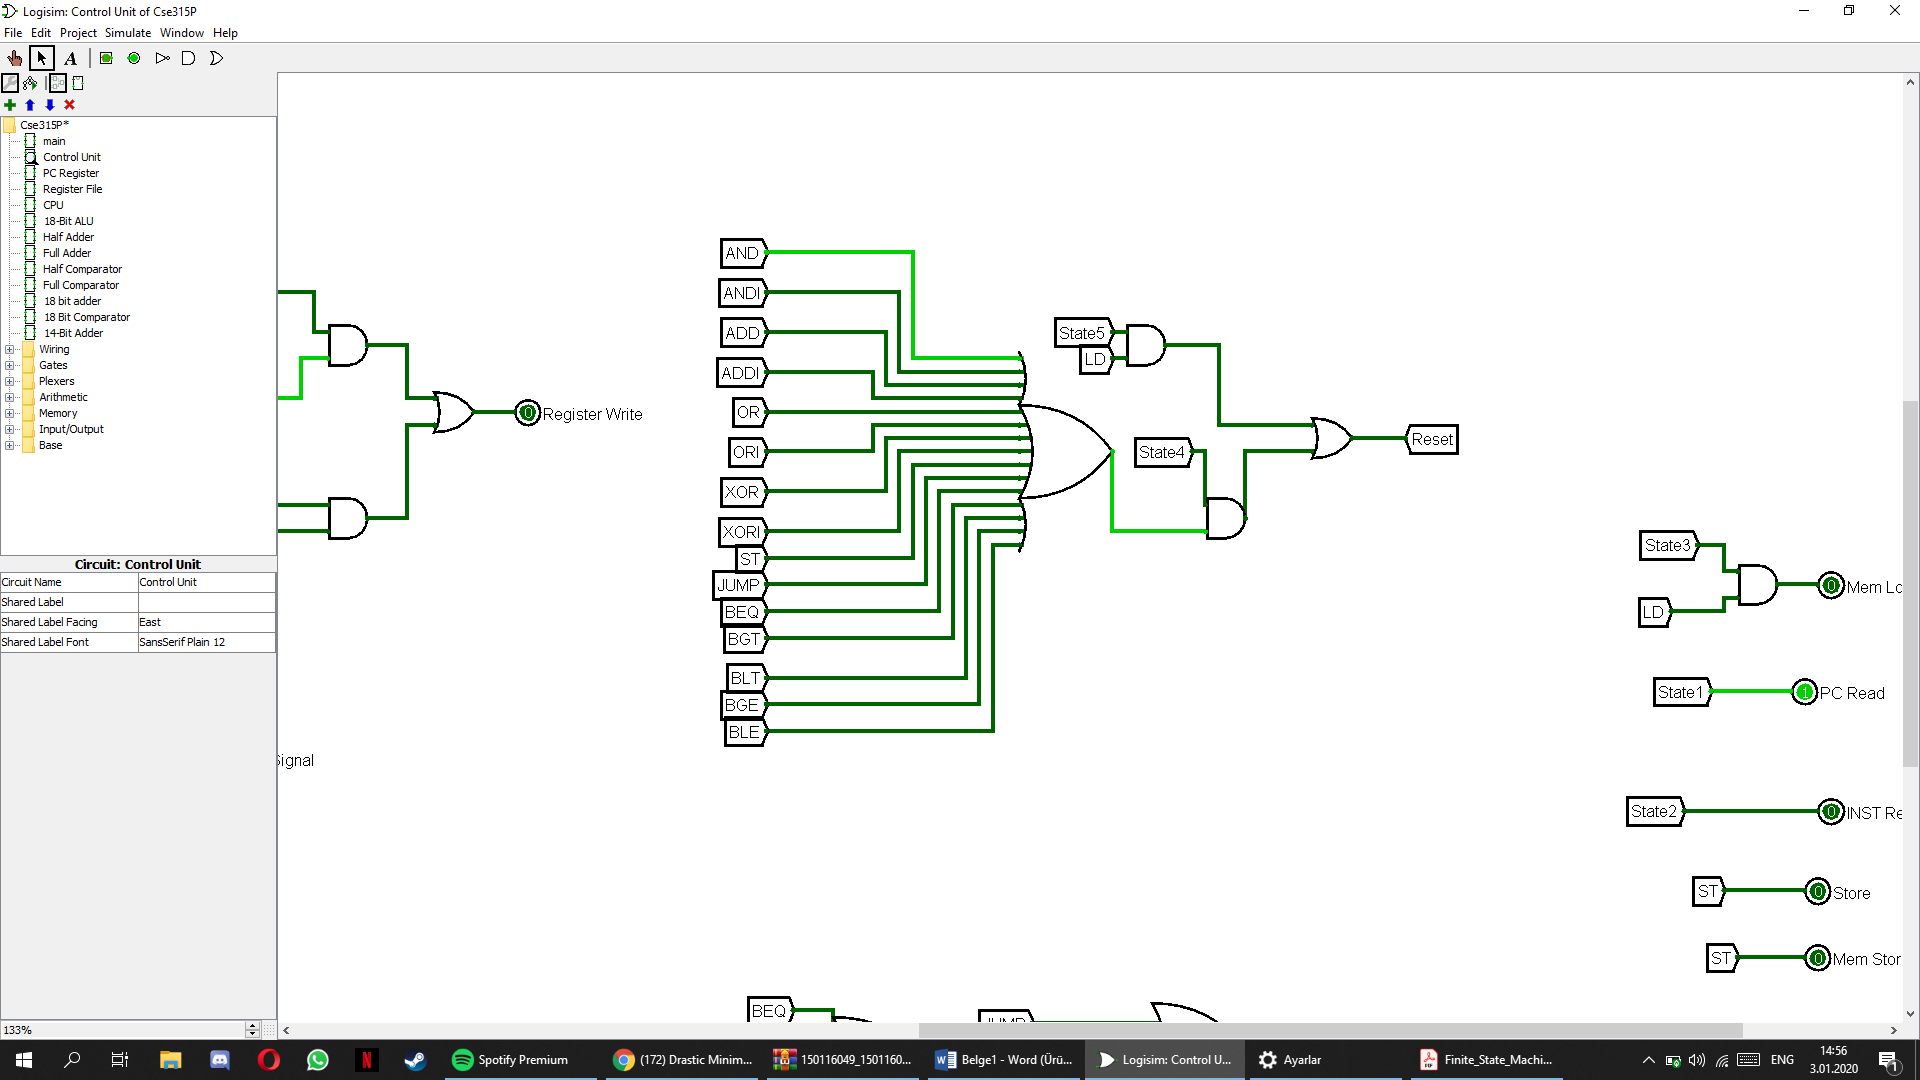 Logisim: Control Unit of Cse315P
File Edit Project Simulate Window Help
A
Cse315P*
main
Control Unit
PC Register
Register File
CPU
18-Bit ALU
Half Adder
Full Adder
Half Comparator
Full Comparator
18 bit adder
18 Bit Comparator
14-Bit Adder
Wiring
Gates
Plexers
Arithmetic
Memory
Input/Output
Base
Circuit: Control Unit
Circuit Name Control Unit
Shared Label
Shared Label Facing East
Shared Label Font SansSerif Plain 12
133%
0 Register Write
Signal
AND
ANDI
ADD
ADDI
OR
ORI
XOR
XORI
ST
JUMP
BEQ
BGT
BLT
BGE
BLE
State5
LD
State4
Reset
State3
LD
0 Mem Lo
State1
1 PC Read
State2
0 INST Re
ST
0 Store
ST
0 Mem Stor
BEQ
JUMP
Spotify Premium
(172) Drastic Minim...
150116049_1501160...
Belge1 - Word (Ürü...
Logisim: Control U...
Ayarlar
Finite_State_Machi...
ENG
14:56
3.01.2020
1